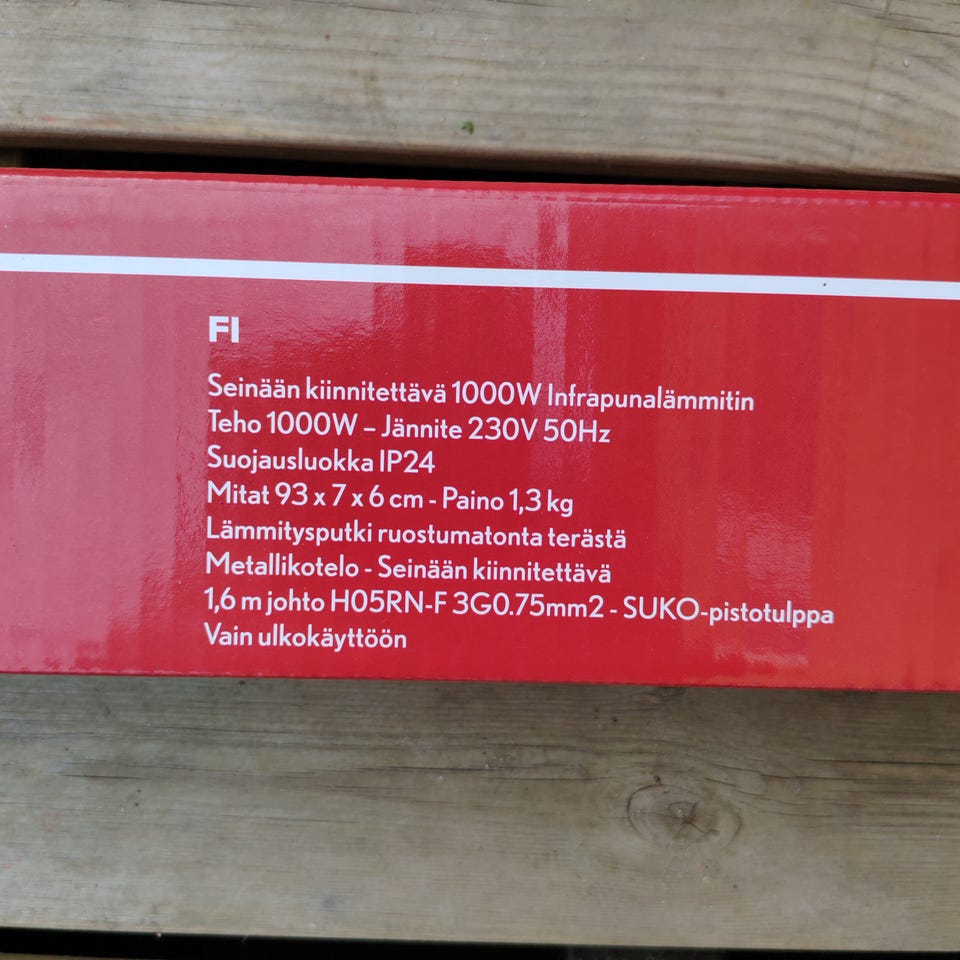 FI
Seinään kiinnitettävä 1000W Infrapunalämmitin
Teho 1000W – Jännite 230V 50Hz
Suojausluokka IP24
Mitat 93 x 7 x 6 cm - Paino 1,3 kg
Lämmitysputki ruostumatonta terästä
Metallikotelo - Seinään kiinnitettävä
1,6 m johto H05RN-F 3G0.75mm2 - SUKO-pistotulppa
Vain ulkokäyttöön